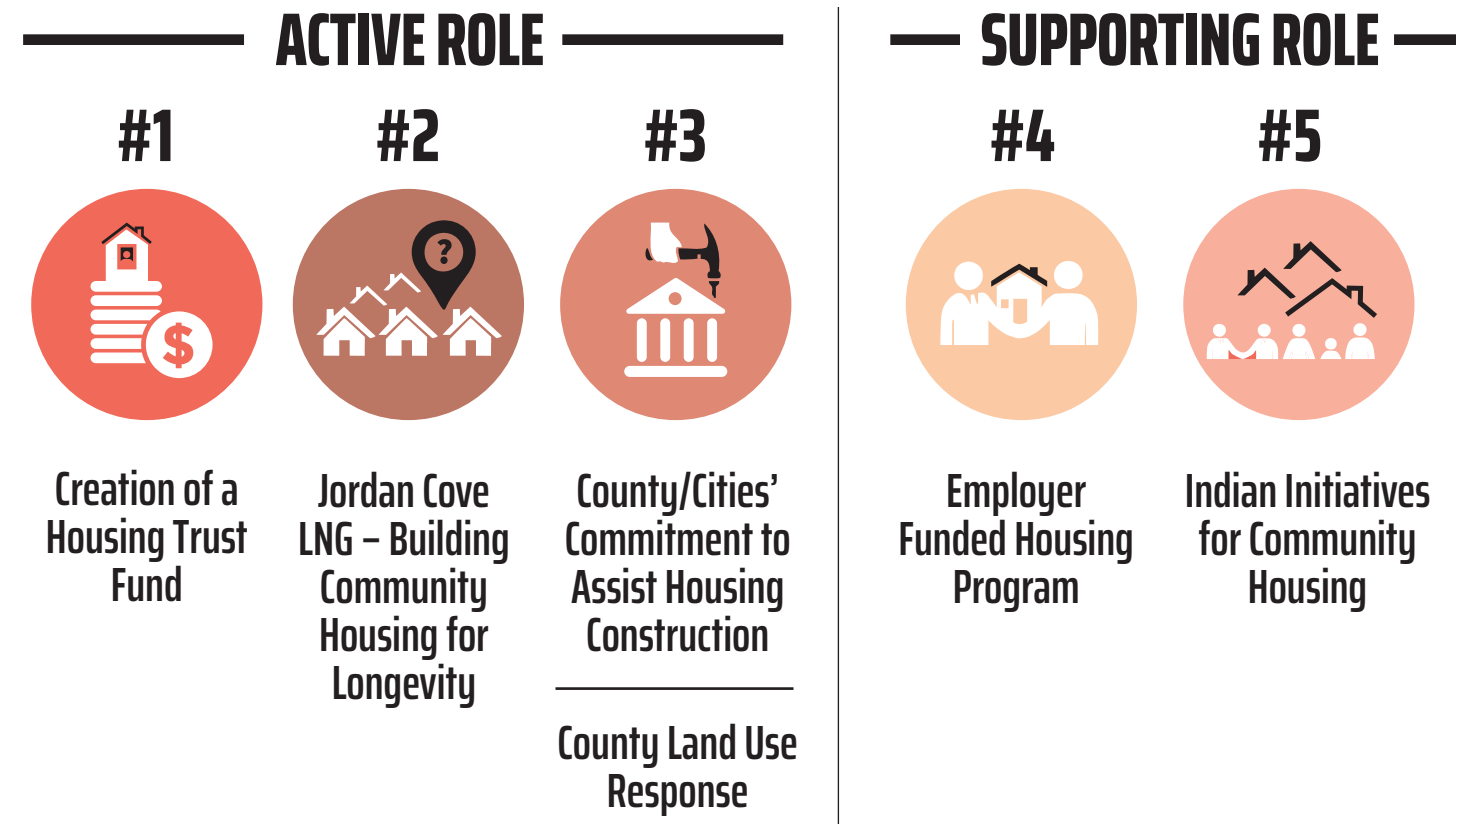 ACTIVE ROLE
#1
Creation of a
Housing Trust
Fund
#2
Jordan Cove
LNG – Building
Community
Housing for
Longevity
#3
County/Cities’
Commitment to
Assist Housing
Construction
County Land Use
Response
SUPPORTING ROLE
#4
Employer
Funded Housing
Program
#5
Indian Initiatives
for Community
Housing
$
?